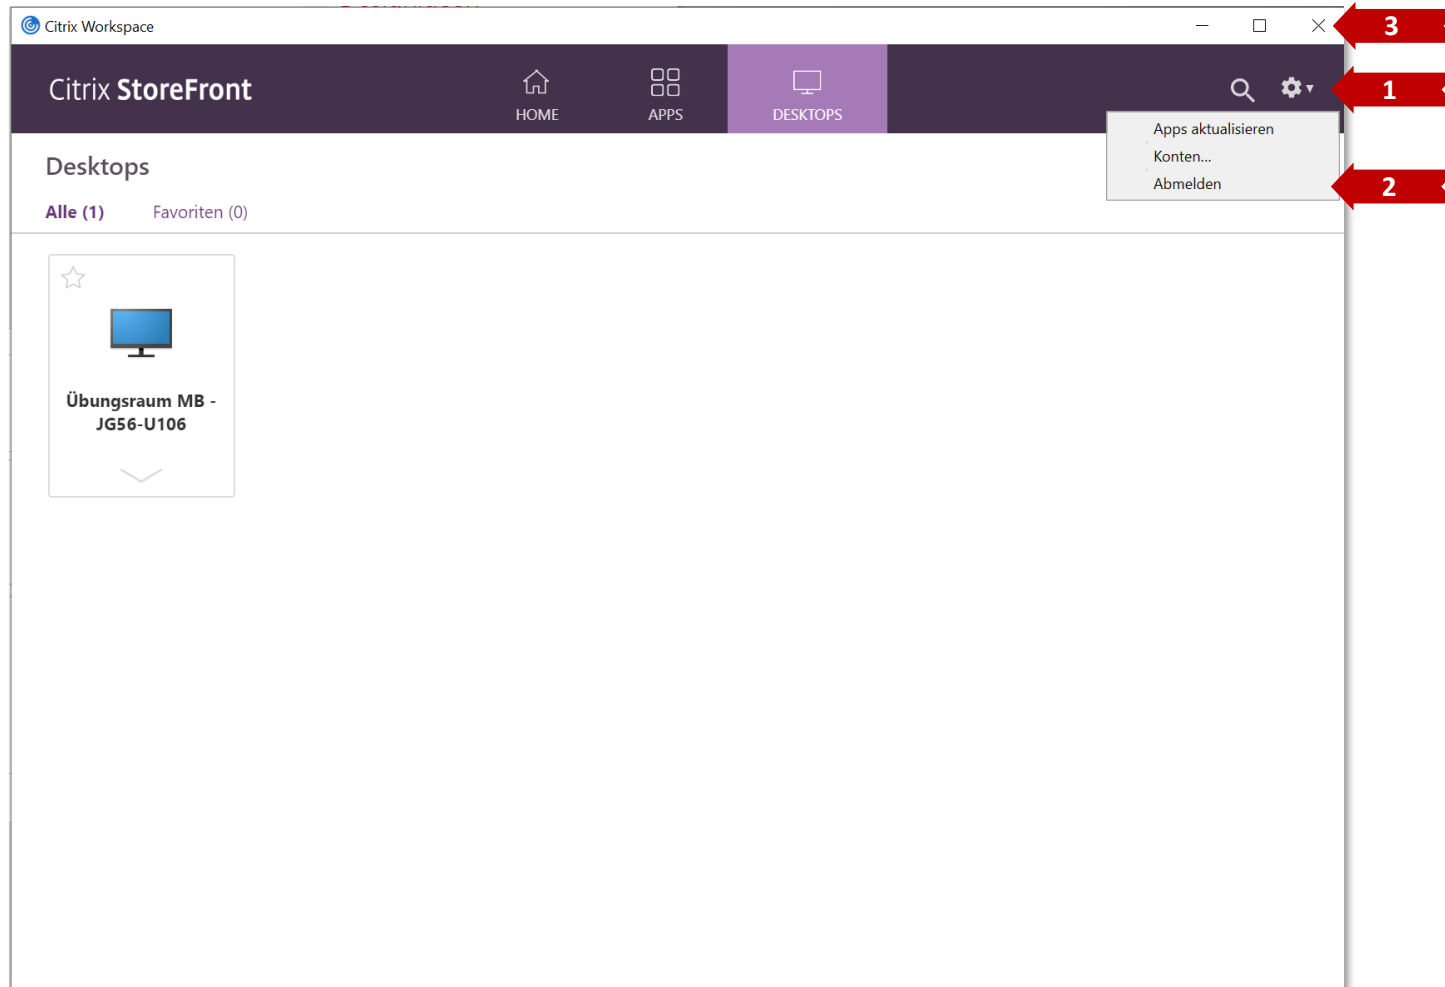 Citrix Workspace
3
Citrix StoreFront
HOME
APPS
DESKTOPS
1
Apps aktualisieren
Konten...
Abmelden
2
Desktops
Alle (1)
Favoriten (0)
Übungsraum MB -
JG56-U106